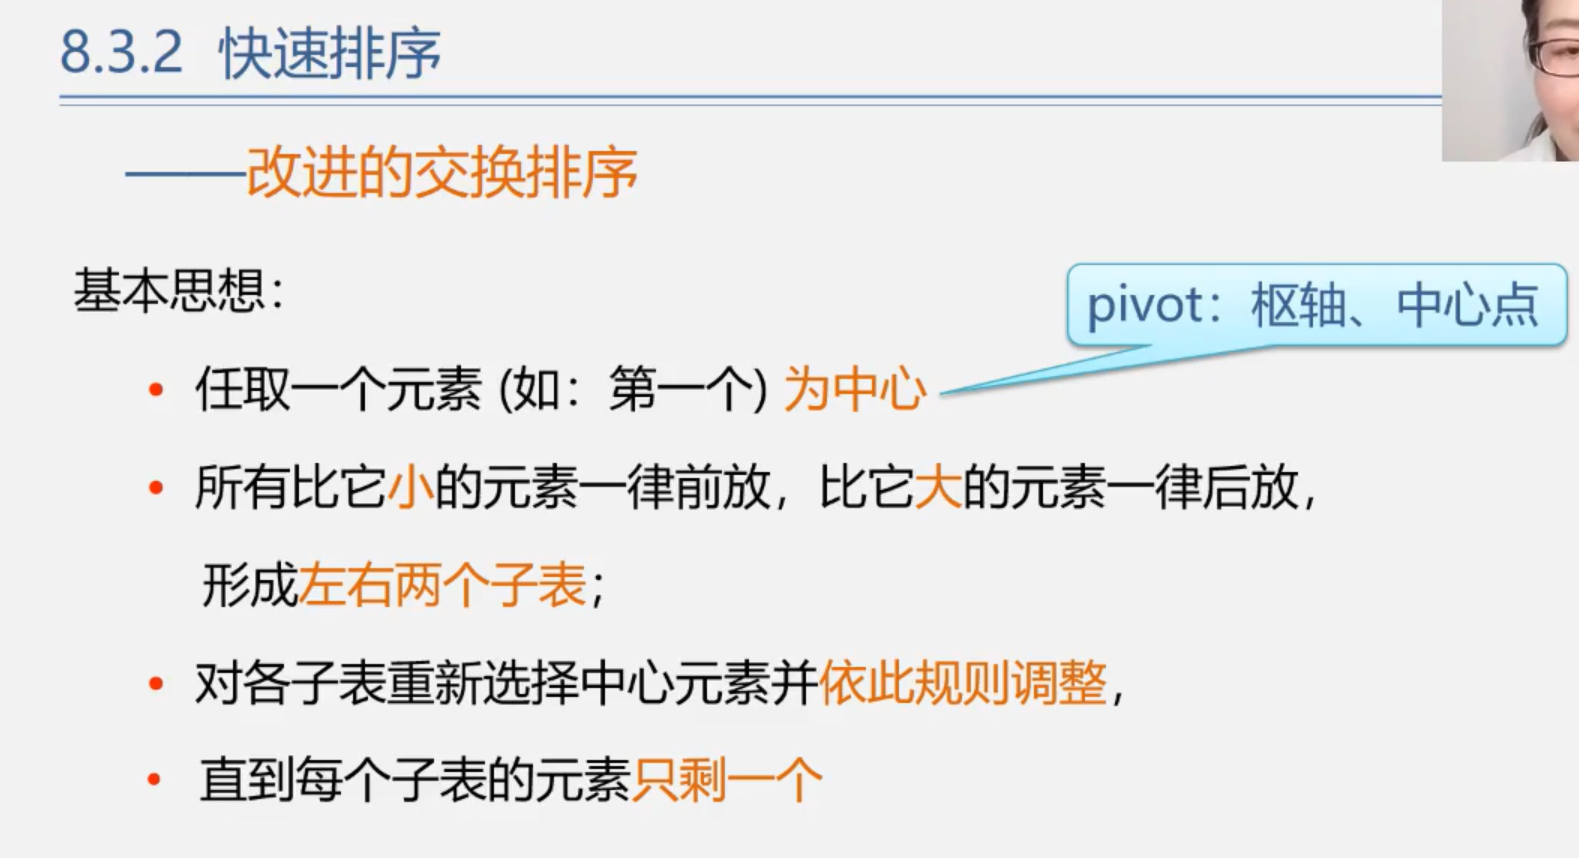 8.3.2 快速排序
——改进的交换排序
基本思想：
pivot：枢轴、中心点
• 任取一个元素 (如：第一个) 为中心
• 所有比它小的元素一律前放，比它大的元素一律后放，
形成左右两个子表；
• 对各子表重新选择中心元素并依此规则调整，
• 直到每个子表的元素只剩一个